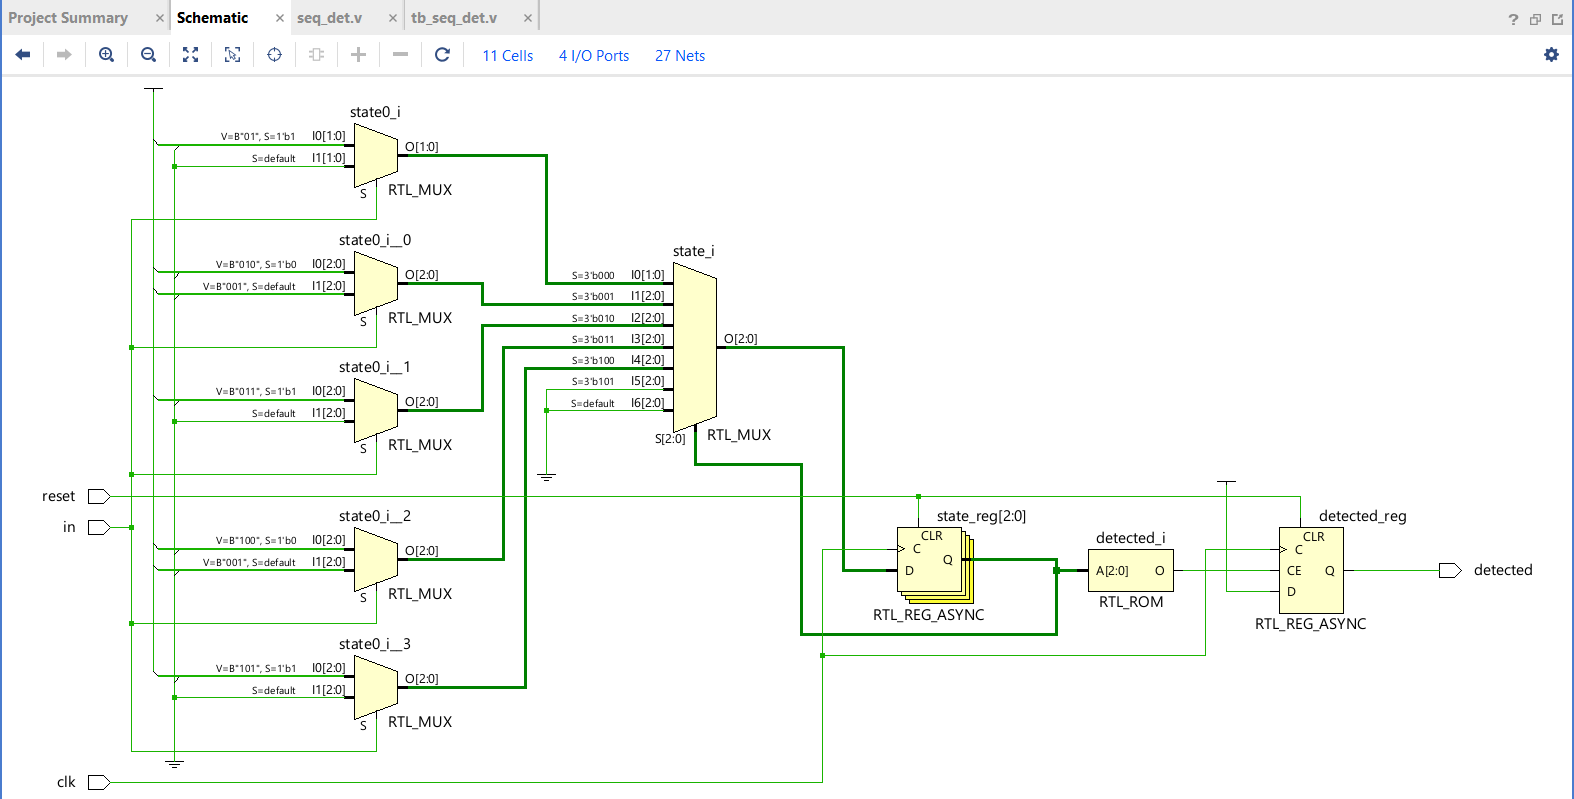 Project Summary × Schematic × seq_det.v × tb_seq_det.v × ?
11 Cells 4 I/O Ports 27 Nets
state0_i
V=B"01", S=1'b1 I0[1:0]
S=default I1[1:0]
O[1:0]
S RTL_MUX
state0_i__0
V=B"010", S=1'b0 I0[2:0]
V=B"001", S=default I1[2:0]
O[2:0]
S RTL_MUX
state0_i__1
V=B"011", S=1'b1 I0[2:0]
S=default I1[2:0]
O[2:0]
S RTL_MUX
state0_i__2
V=B"100", S=1'b0 I0[2:0]
V=B"001", S=default I1[2:0]
O[2:0]
S RTL_MUX
state0_i__3
V=B"101", S=1'b1 I0[2:0]
S=default I1[2:0]
O[2:0]
S RTL_MUX
reset
in
clk
state_i
S=3'b000 I0[1:0]
S=3'b001 I1[2:0]
S=3'b010 I2[2:0]
S=3'b011 I3[2:0]
S=3'b100 I4[2:0]
S=3'b101 I5[2:0]
S=default I6[2:0]
O[2:0]
S[2:0] RTL_MUX
state_reg[2:0]
CLR
C
D
Q
RTL_REG_ASYNC
detected_i
A[2:0] O
RTL_ROM
detected_reg
CLR
C
CE Q
D
RTL_REG_ASYNC
detected